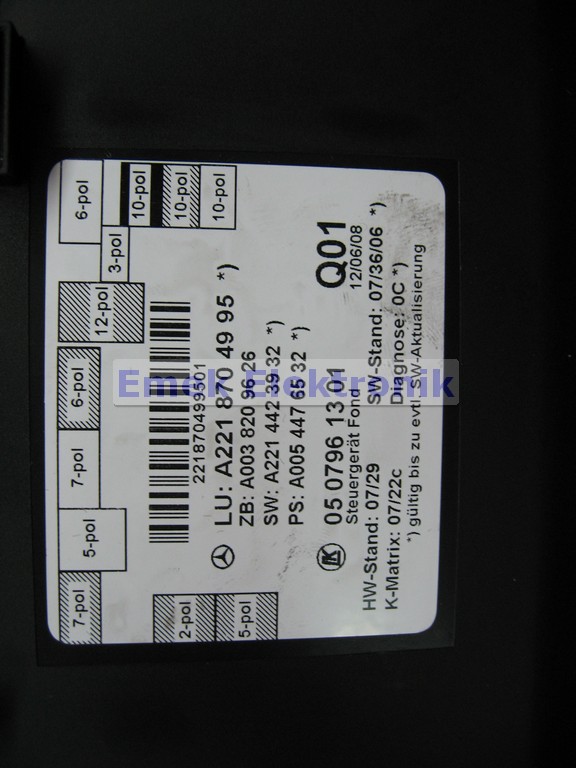 6-pol
10-pol
10-pol
10-pol
3-pol
12-pol
6-pol
7-pol
5-pol
7-pol
2-pol
5-pol
221870499501
LU: A221 870 49 95 *)
ZB: A003 820 96 26
SW: A221 442 39 32 *)
PS: A005 447 65 32 *)
Q01
05 0796 13 01
12/06/08
Steuergerät Fond
HW-Stand: 07/29 SW-Stand: 07/36/06 *)
K-Matrix: 07/22c Diagnose: 0C *)
*) gültig bis zu evtl. SW-Aktualisierung
Emek Elektronik